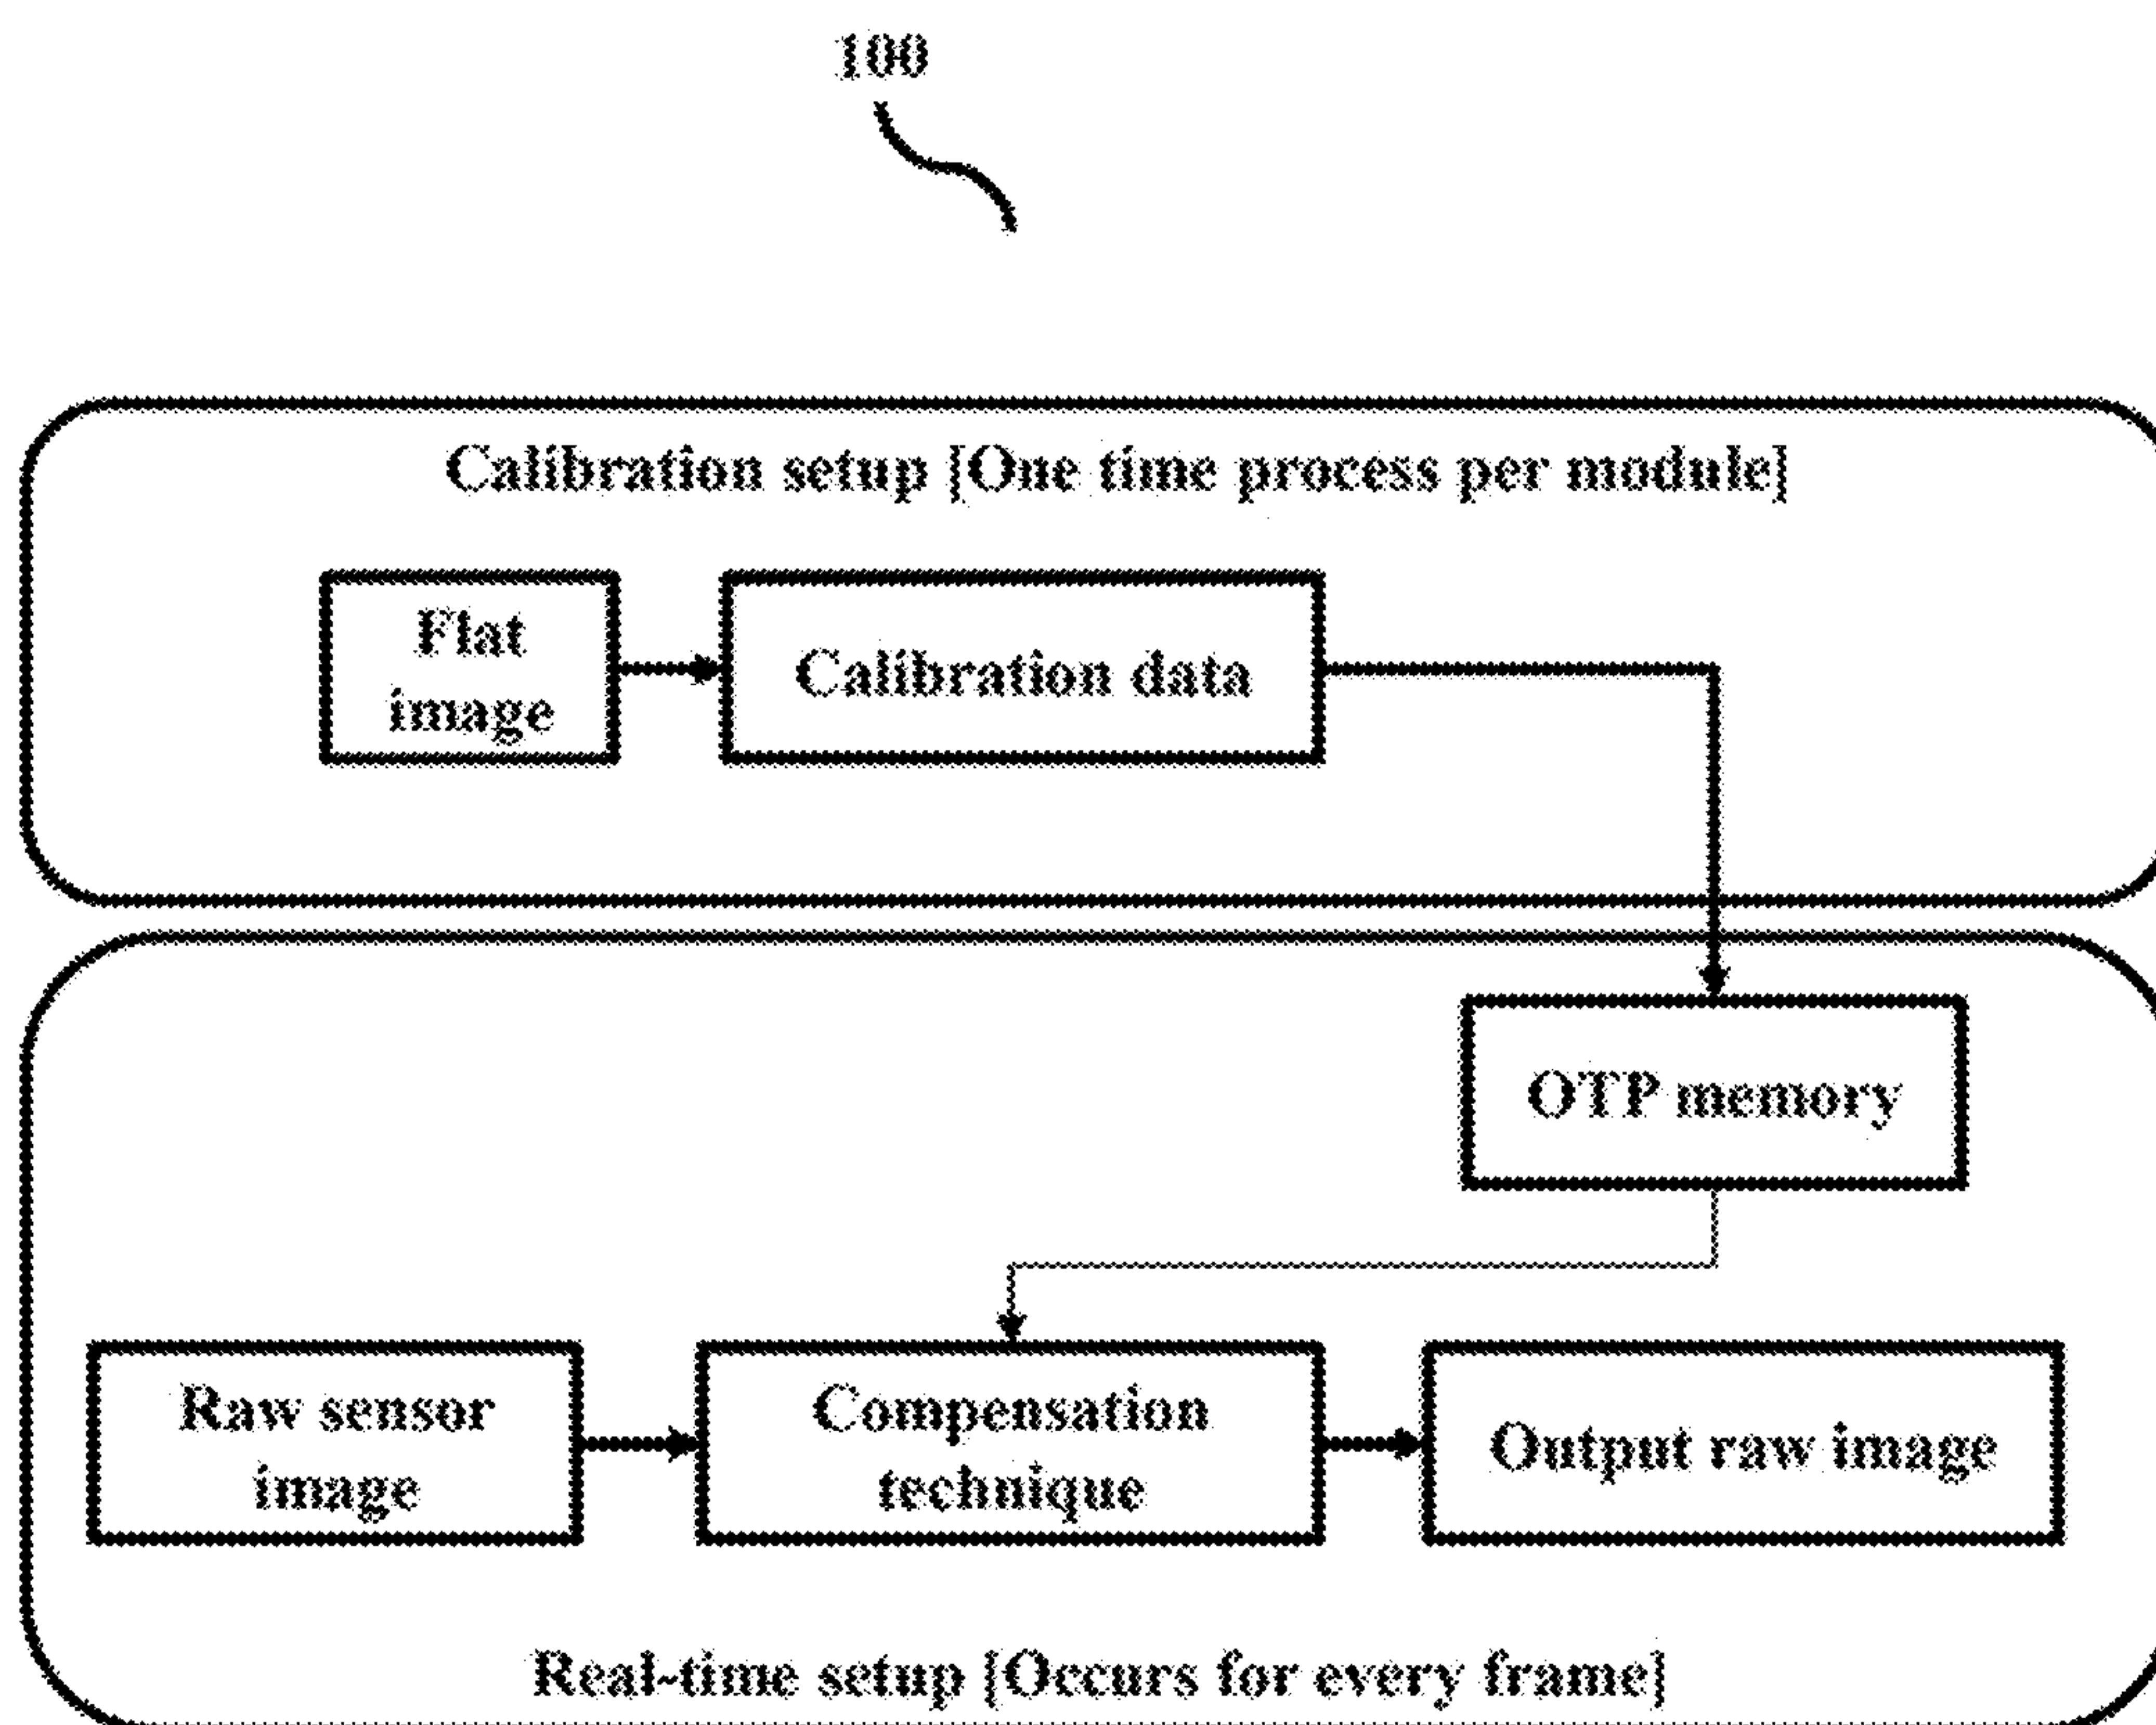 100
Calibration setup [One time process per module]
Flat
image
Calibration data
OTP memory
Raw sensor
image
Compensation
technique
Output raw image
Real-time setup [Occurs for every frame]